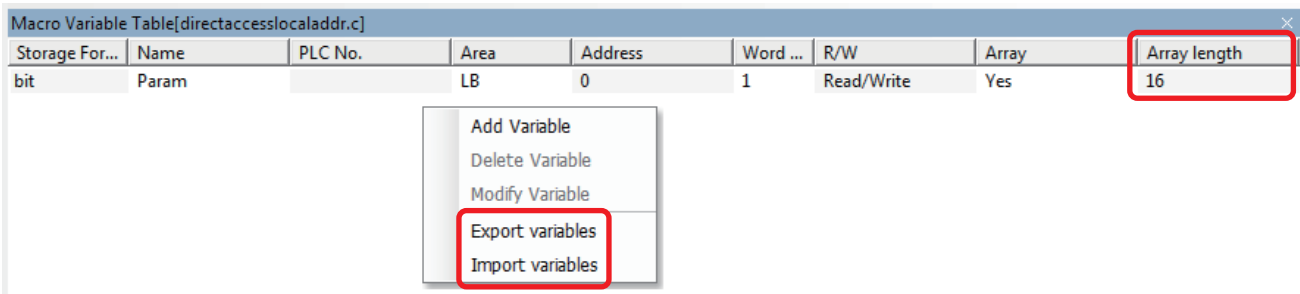 Macro Variable Table[directaccesslocaladdr.c]
Storage For... Name PLC No. Area Address Word ... R/W Array Array length
bit Param LB 0 1 Read/Write Yes 16
Add Variable
Delete Variable
Modify Variable
Export variables
Import variables